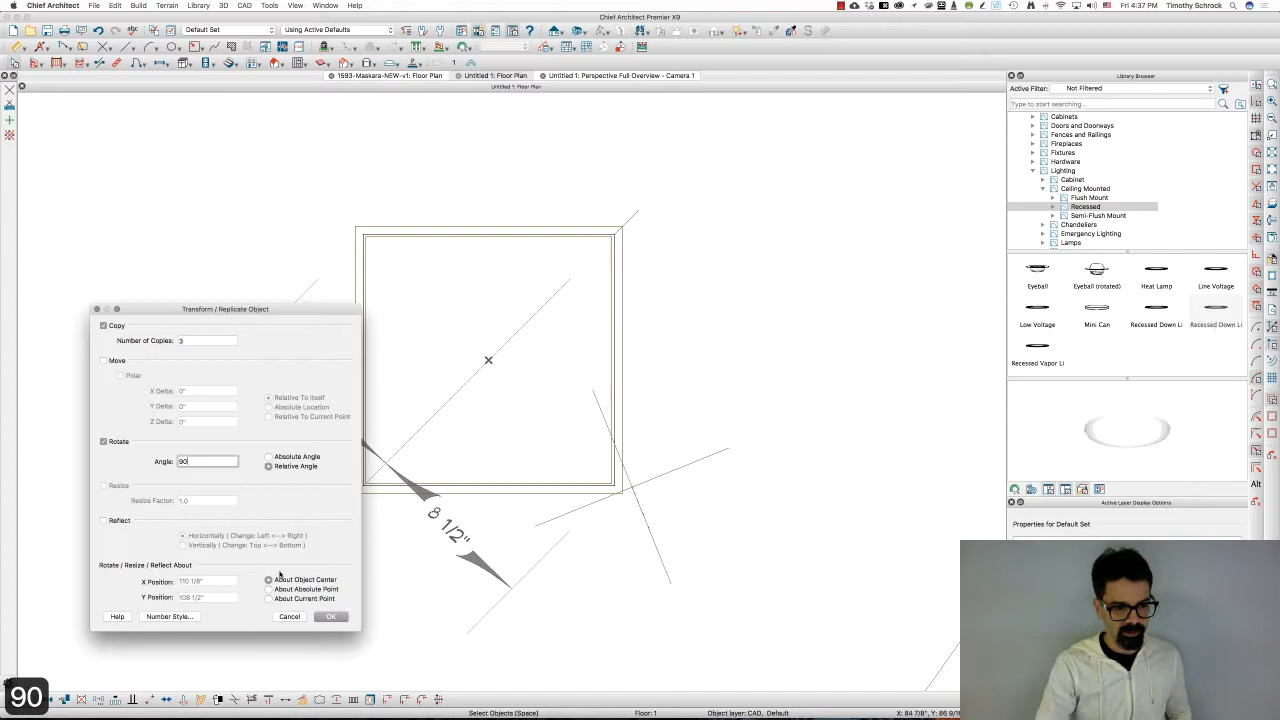 Chief Architect File Edit Build Terrain Library 3D CAD Tools View Window Help
Fri 4:37 PM Timothy Schrock
Chief Architect Premier X9
Default Set Using Active Defaults
1593-Maskara-NEW-v1: Floor Plan Untitled 1: Floor Plan Untitled 1: Perspective Full Overview - Camera 1
Untitled 1: Floor Plan
Library Browser
Active Filter: Not Filtered
Type to start searching...
Cabinets
Doors and Doorways
Fences and Railings
Fireplaces
Fixtures
Hardware
Lighting
Cabinet
Ceiling Mounted
Flush Mount
Recessed
Semi-Flush Mount
Chandeliers
Emergency Lighting
Lamps
Eyeball Eyeball (rotated) Heat Lamp Line Voltage
Low Voltage Mini Can Recessed Down Li Recessed Down Li
Recessed Vapor Li
Alt
Active Layer Display Options
Properties for Default Set
Transform / Replicate Object
Copy
Number of Copies: 3
Move
Polar
X Delta: 0"
Y Delta: 0"
Z Delta: 0"
Relative To Itself
Absolute Location
Relative To Current Point
Rotate
Angle: 90
Absolute Angle
Relative Angle
Resize
Resize Factor: 1.0
Reflect
Horizontally ( Change: Left <--> Right )
Vertically ( Change: Top <--> Bottom )
Rotate / Resize / Reflect About
X Position: 110 1/8"
Y Position: 108 1/2"
About Object Center
About Absolute Point
About Current Point
Help Number Style... Cancel OK
8 1/2"
90
Select Objects [Space] Floor: 1 Object layer: CAD, Default X: 84 7/8", Y: 86 9/16